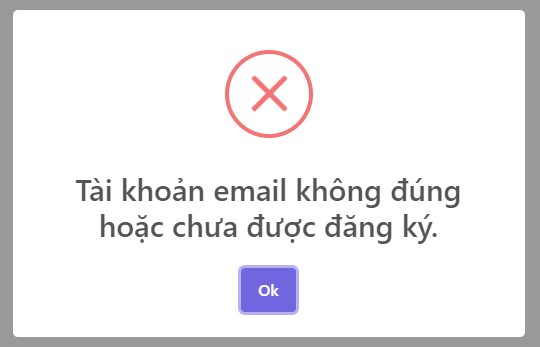 Tài khoản email không đúng
hoặc chưa được đăng ký.
Ok